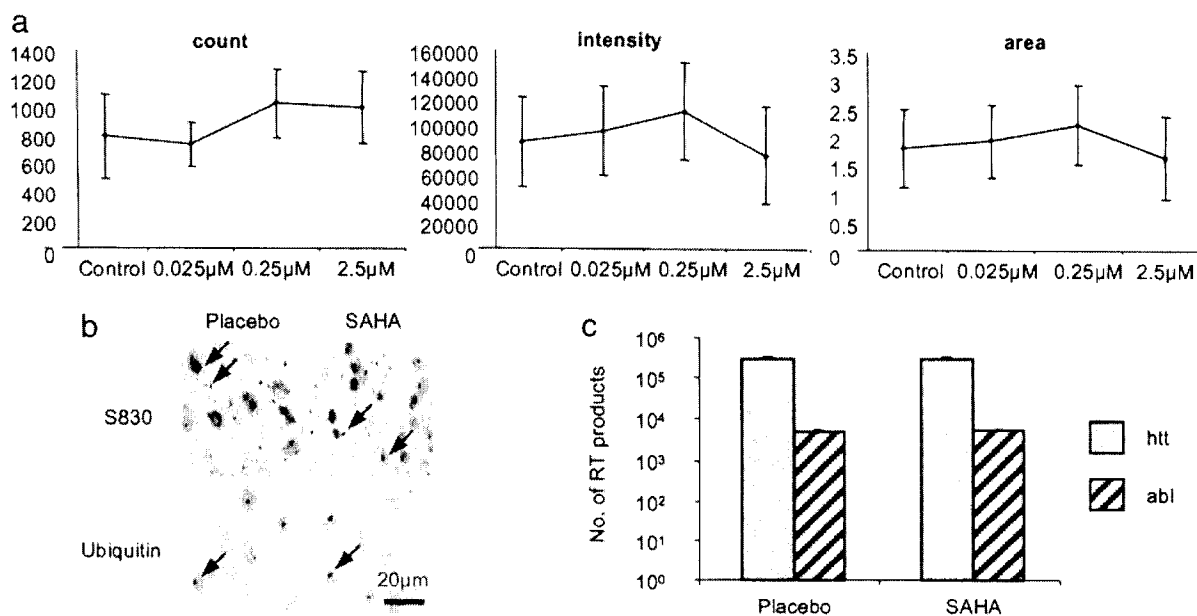 a
count
1400
1200
1000
800
600
400
200
0
Control 0.025µM 0.25µM 2.5µM
intensity
160000
140000
120000
100000
80000
60000
40000
20000
0
Control 0.025µM 0.25µM 2.5µM
area
3.5
3
2.5
2
1.5
1
0.5
0
Control 0.025µM 0.25µM 2.5µM
b
Placebo SAHA
S830
Ubiquitin
20µm
c
No. of RT products
10⁶
10⁵
10⁴
10³
10²
10¹
10⁰
Placebo SAHA
htt
abl